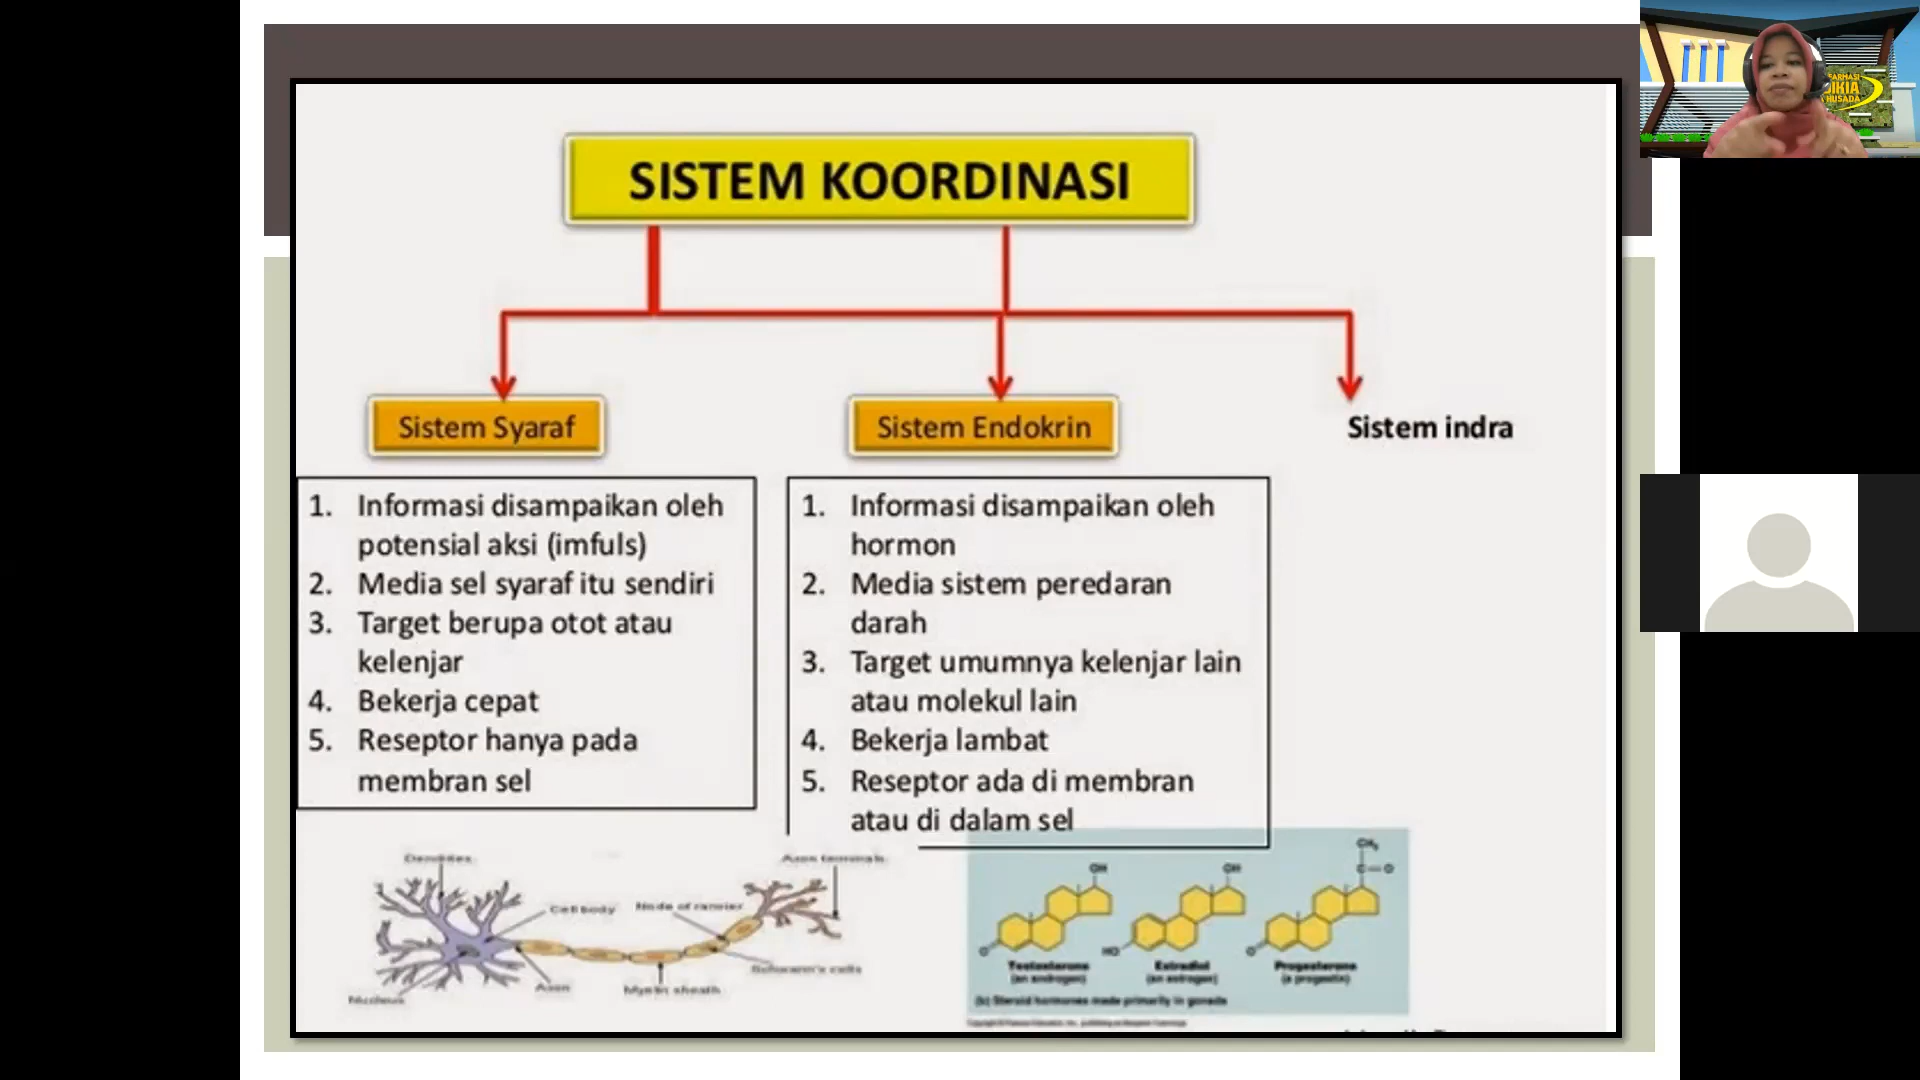 SISTEM KOORDINASI
Sistem Syaraf
Sistem Endokrin
Sistem indra
1. Informasi disampaikan oleh
potensial aksi (imfuls)
2. Media sel syaraf itu sendiri
3. Target berupa otot atau
kelenjar
4. Bekerja cepat
5. Reseptor hanya pada
membran sel
1. Informasi disampaikan oleh
hormon
2. Media sistem peredaran
darah
3. Target umumnya kelenjar lain
atau molekul lain
4. Bekerja lambat
5. Reseptor ada di membran
atau di dalam sel
Dendrites
Axon terminals
Cell body
Node of ranvier
Schwann's cells
Axon
Myelin sheath
Nucleus
OH
OH
CH₃
C—O
O
HO
O
Testosterone
(an androgen)
Estradiol
(an estrogen)
Progesterone
(a progestin)
(b) Steroid hormones made primarily in gonads
FARMASI
HUSADA